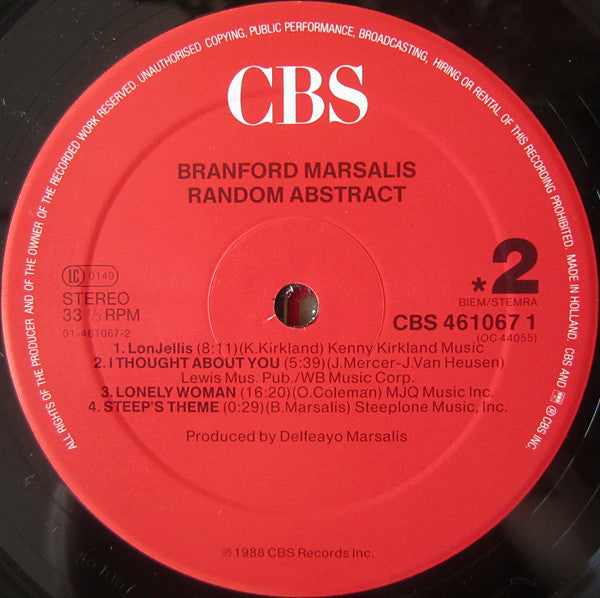 ALL RIGHTS OF THE PRODUCER AND OF THE OWNER OF THE RECORDED WORK RESERVED. UNAUTHORISED COPYING, PUBLIC PERFORMANCE, BROADCASTING, HIRING OR RENTAL OF THIS RECORDING PROHIBITED. MADE IN HOLLAND. CBS AND ® CBS INC.
CBS
BRANFORD MARSALIS
RANDOM ABSTRACT
LC 0149
STEREO
33 1/3 RPM
01-461067-2
*2
BIEM/STEMRA
CBS 461067 1
(OC 44055)
1. LonJellis (8:11)(K.Kirkland) Kenny Kirkland Music
2. I THOUGHT ABOUT YOU (5:39)(J.Mercer-J.Van Heusen)
Lewis Mus. Pub./WB Music Corp.
3. LONELY WOMAN (16:20)(O.Coleman) MJQ Music Inc.
4. STEEP'S THEME (0:29)(B.Marsalis) Steeplone Music, Inc.
Produced by Delfeayo Marsalis
℗ 1988 CBS Records Inc.